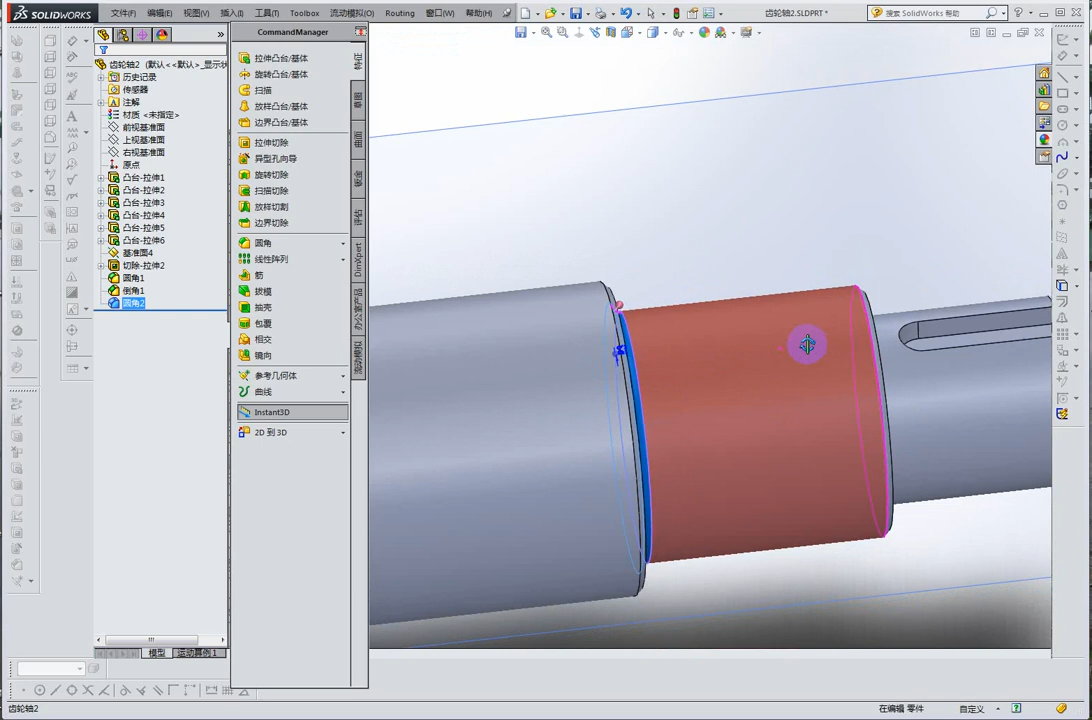 SOLIDWORKS 文件(F) 编辑(E) 视图(V) 插入(I) 工具(T) Toolbox 流动模拟(O) Routing 窗口(W) 帮助(H) 齿轮轴2.SLDPRT * 搜索 SolidWorks 帮助
CommandManager
齿轮轴2 (默认<<默认>_显示状
历史记录
传感器
注解
材质 <未指定>
前视基准面
上视基准面
右视基准面
原点
凸台-拉伸1
凸台-拉伸2
凸台-拉伸3
凸台-拉伸4
凸台-拉伸5
凸台-拉伸6
基准面4
切除-拉伸2
圆角1
倒角1
圆角2
拉伸凸台/基体
旋转凸台/基体
扫描
放样凸台/基体
边界凸台/基体
拉伸切除
异型孔向导
旋转切除
扫描切除
放样切割
边界切除
圆角
线性阵列
筋
拔模
抽壳
包覆
相交
镜向
参考几何体
曲线
Instant3D
2D 到 3D
特征
草图
曲面
钣金
评估
DimXpert
办公室产品
流动模拟
模型 运动算例 1
齿轮轴2 在编辑 零件 自定义